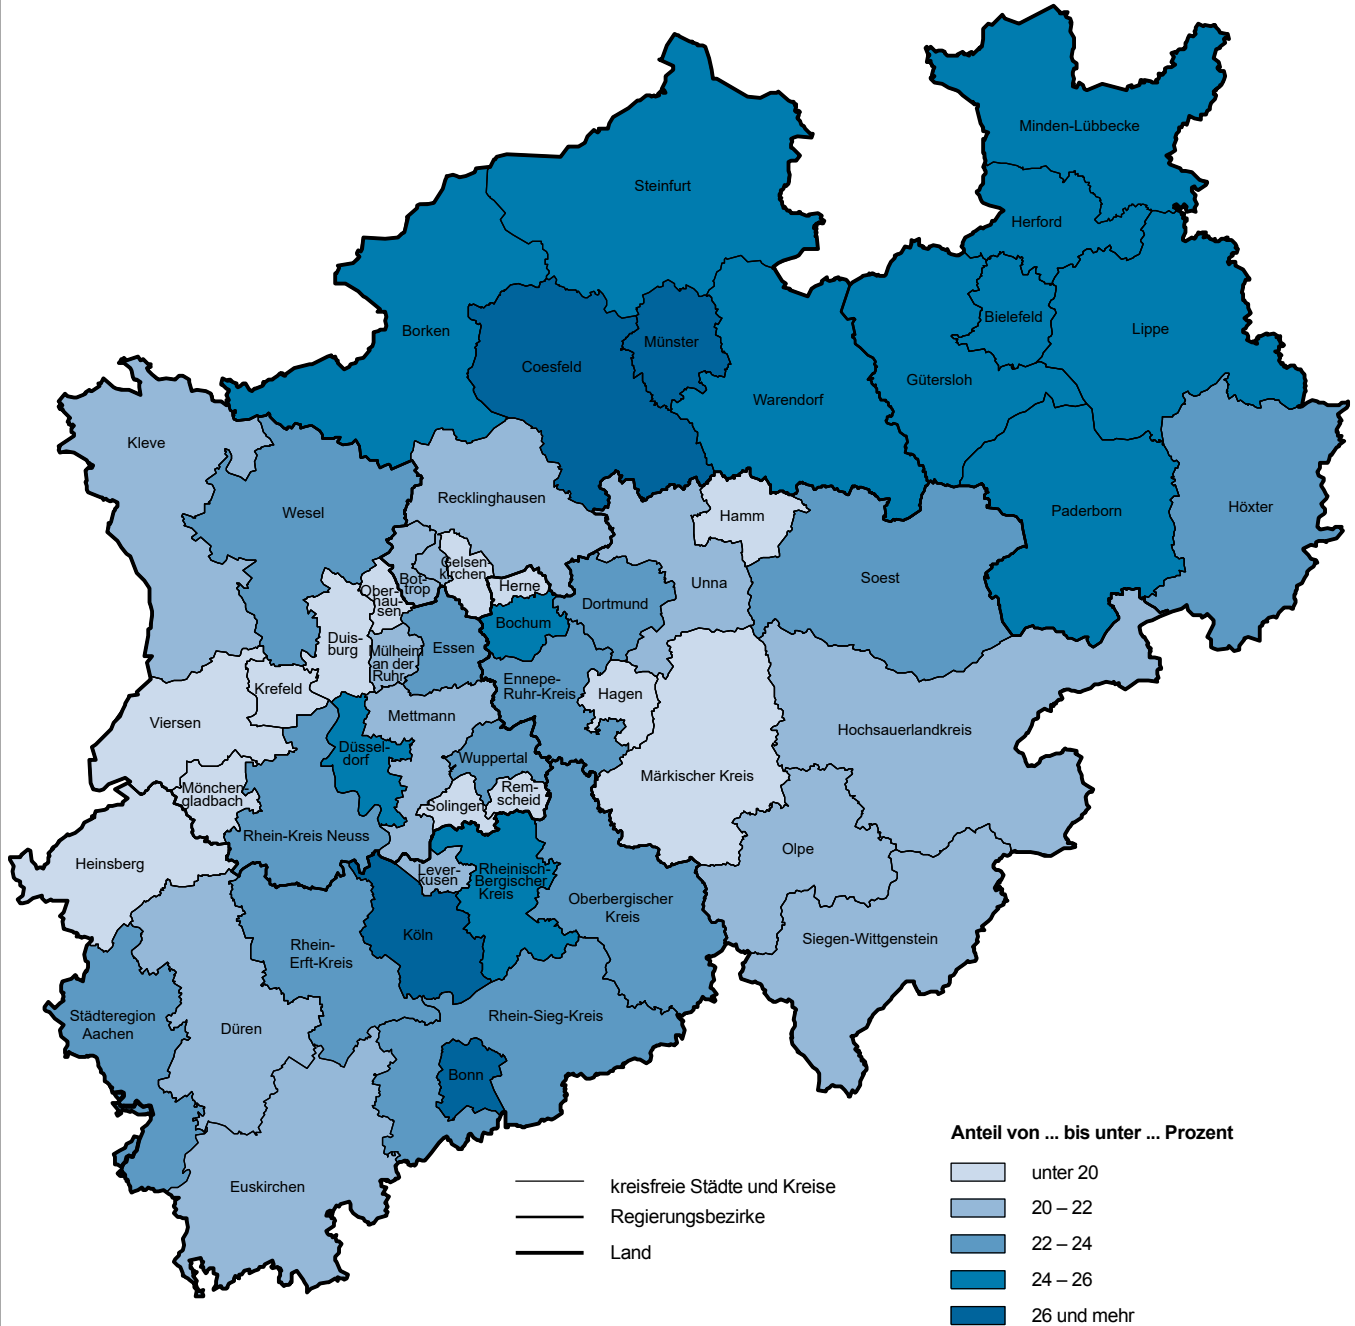 Minden-Lübbecke
Steinfurt
Herford
Bielefeld
Lippe
Borken
Münster
Coesfeld
Gütersloh
Warendorf
Kleve
Recklinghausen
Wesel
Hamm
Paderborn
Höxter
Gelsen-
kirchen
Bot-
trop
Ober-
hau-
sen
Herne
Unna
Soest
Dortmund
Bochum
Duis-
burg
Mülheim
an der
Ruhr
Essen
Ennepe-
Ruhr-Kreis
Hagen
Krefeld
Viersen
Mettmann
Hochsauerlandkreis
Düssel-
dorf
Wuppertal
Märkischer Kreis
Mönchen
gladbach
Solingen
Rem-
scheid
Rhein-Kreis Neuss
Olpe
Heinsberg
Lever-
kusen
Rheinisch-
Bergischer
Kreis
Oberbergischer
Kreis
Köln
Siegen-Wittgenstein
Rhein-
Erft-Kreis
Städteregion
Aachen
Düren
Rhein-Sieg-Kreis
Bonn
Euskirchen
kreisfreie Städte und Kreise
Regierungsbezirke
Land
Anteil von ... bis unter ... Prozent
unter 20
20 – 22
22 – 24
24 – 26
26 und mehr